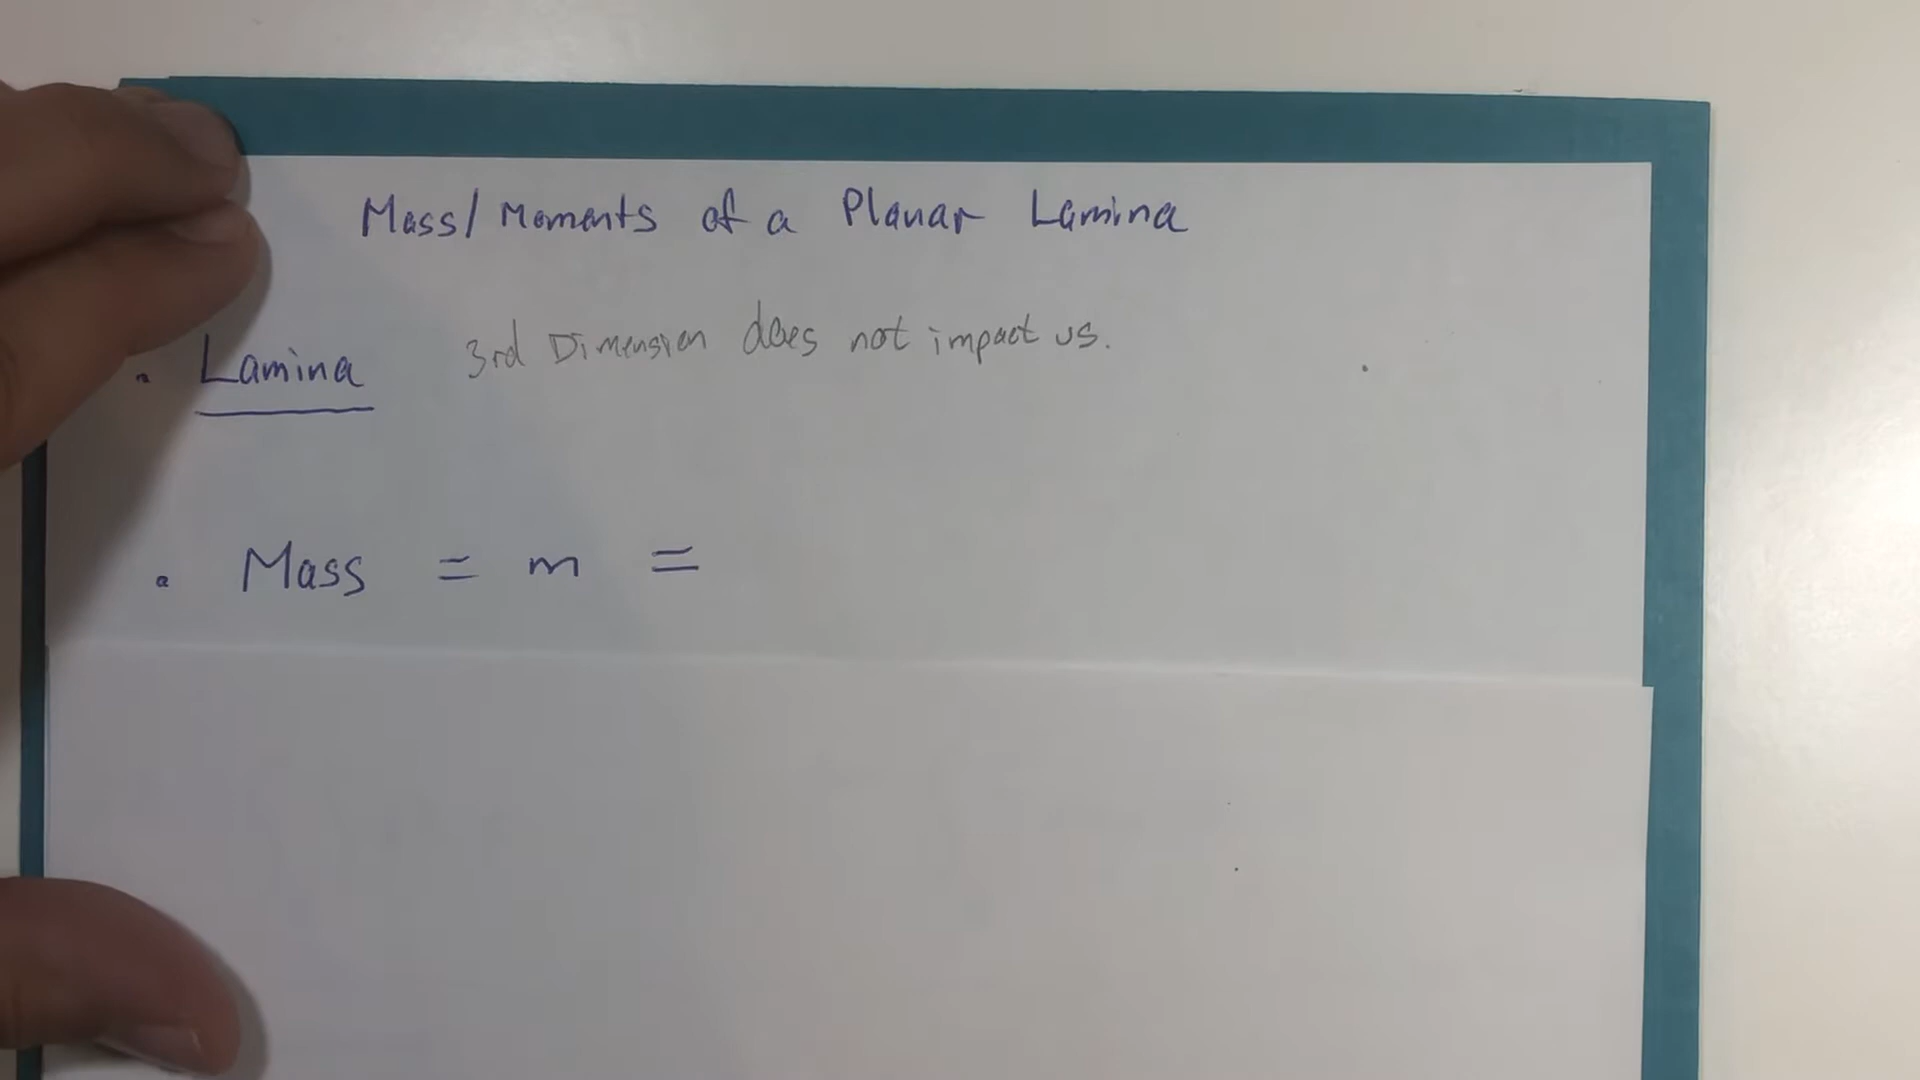 Mass/Moments of a Planar Lamina
• Lamina 3rd Dimension does not impact us.
• Mass = m =